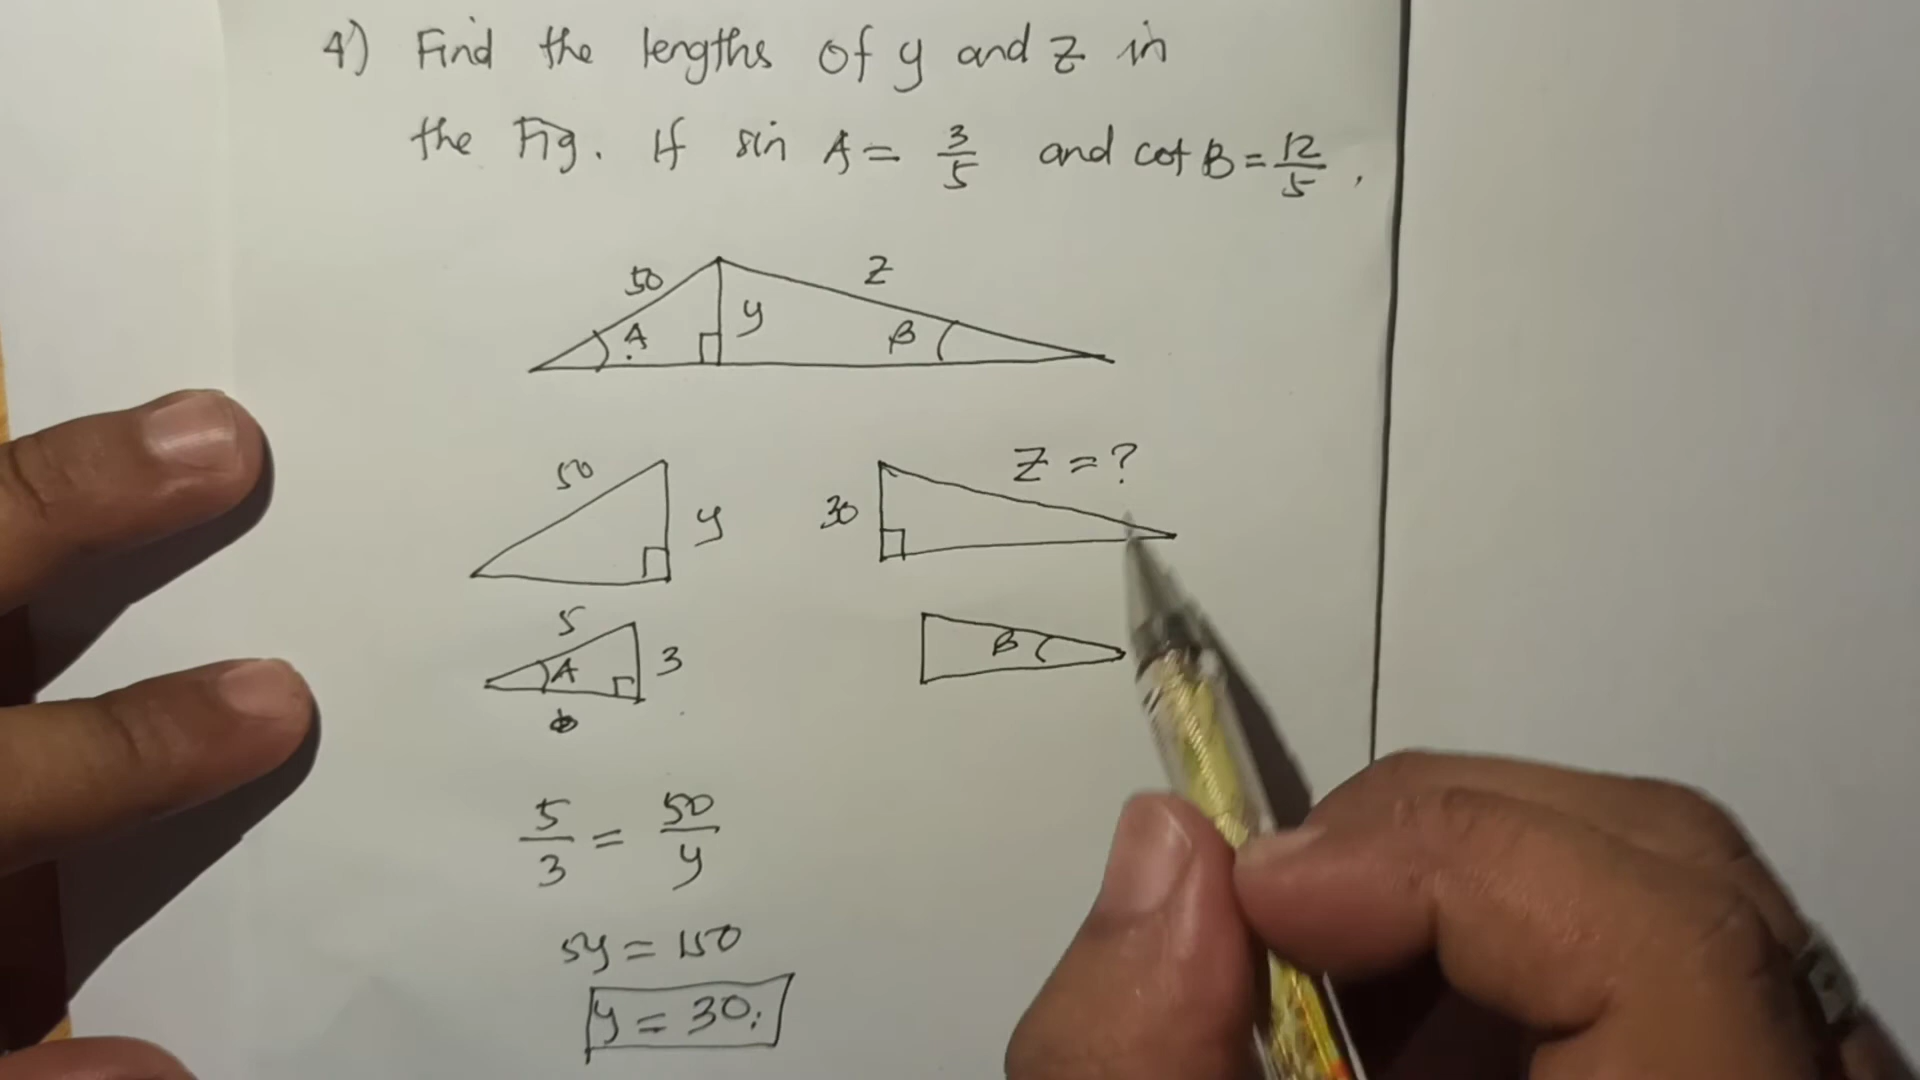 4) Find the lengths of y and z in
the Fig. If sin A = 3/5 and cot B = 12/5.
50 z
A y B
50 y 30 z = ?
5 A 3 B
5/3 = 50/y
5y = 150
y = 30